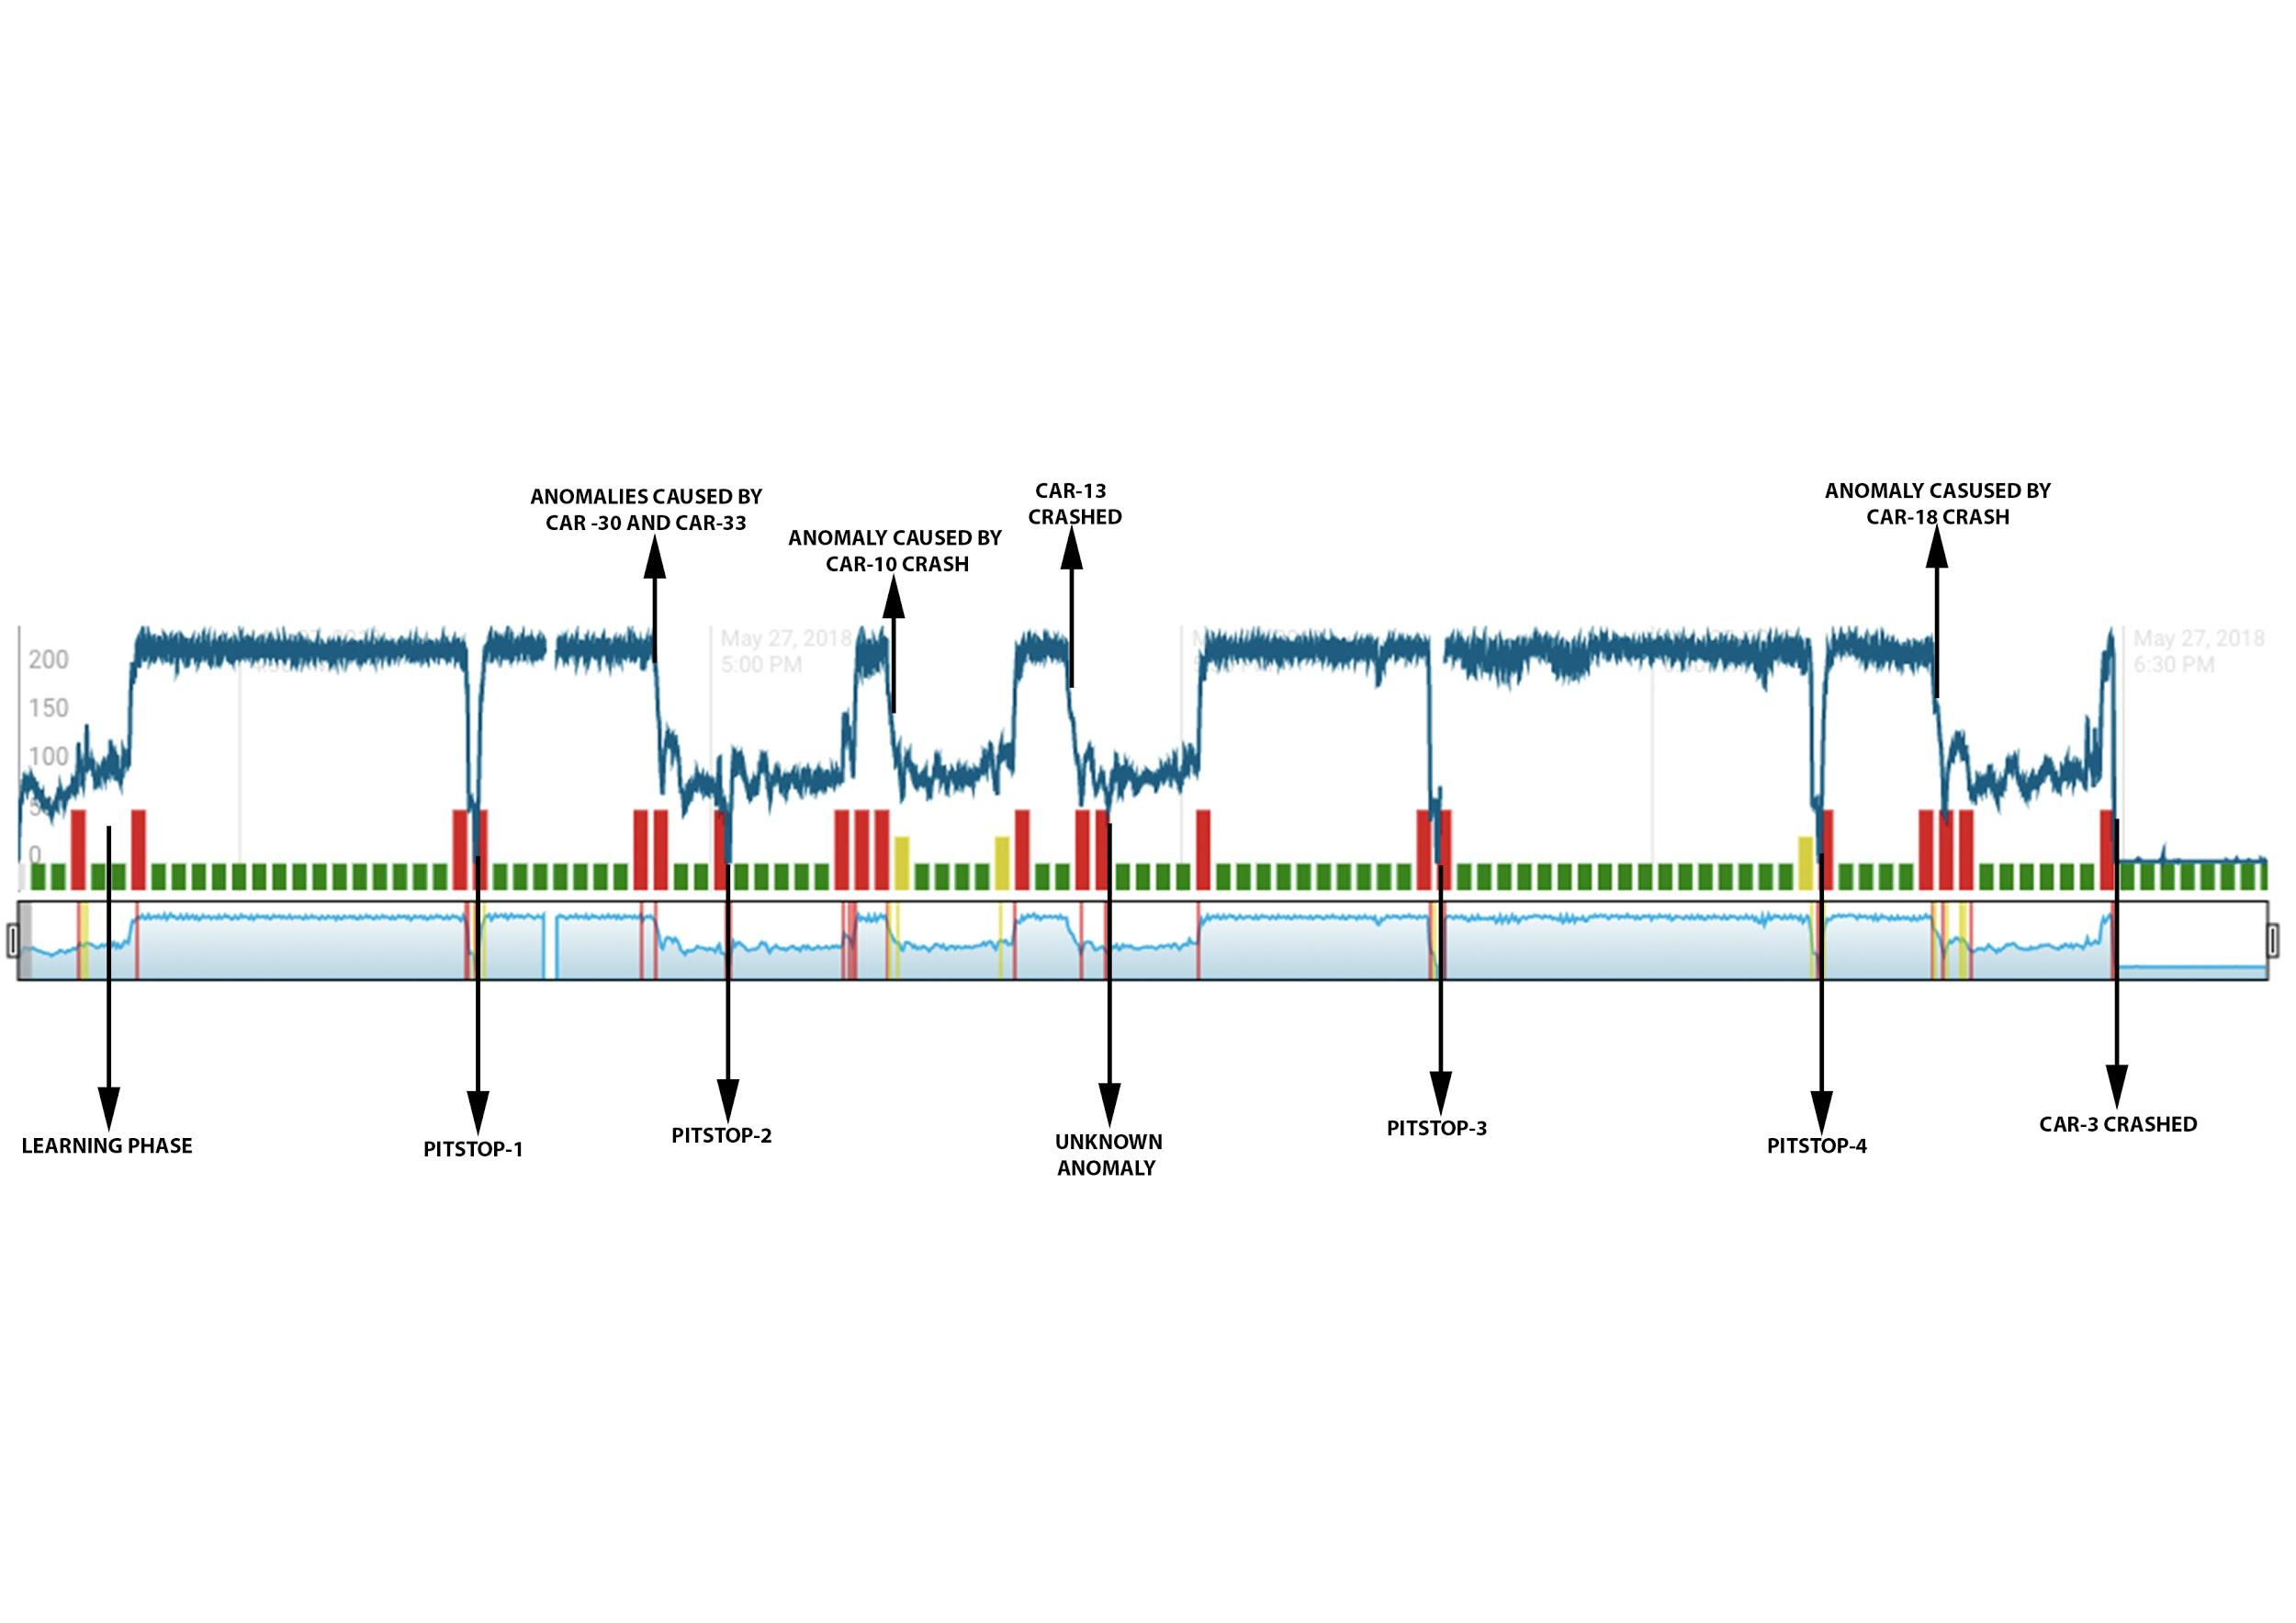 CAR-13
CRASHED
ANOMALY CASUSED BY
CAR-18 CRASH
ANOMALIES CAUSED BY
CAR -30 AND CAR-33
ANOMALY CAUSED BY
CAR-10 CRASH
200
150
100
0
May 27, 2018
5:00 PM
May 27, 2018
6:30 PM
LEARNING PHASE
PITSTOP-1
PITSTOP-2
UNKNOWN
ANOMALY
PITSTOP-3
PITSTOP-4
CAR-3 CRASHED